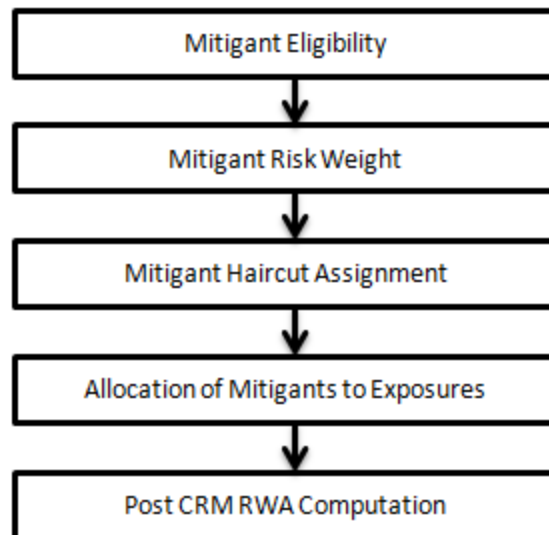 Mitigant Eligibility
Mitigant Risk Weight
Mitigant Haircut Assignment
Allocation of Mitigants to Exposures
Post CRM RWA Computation